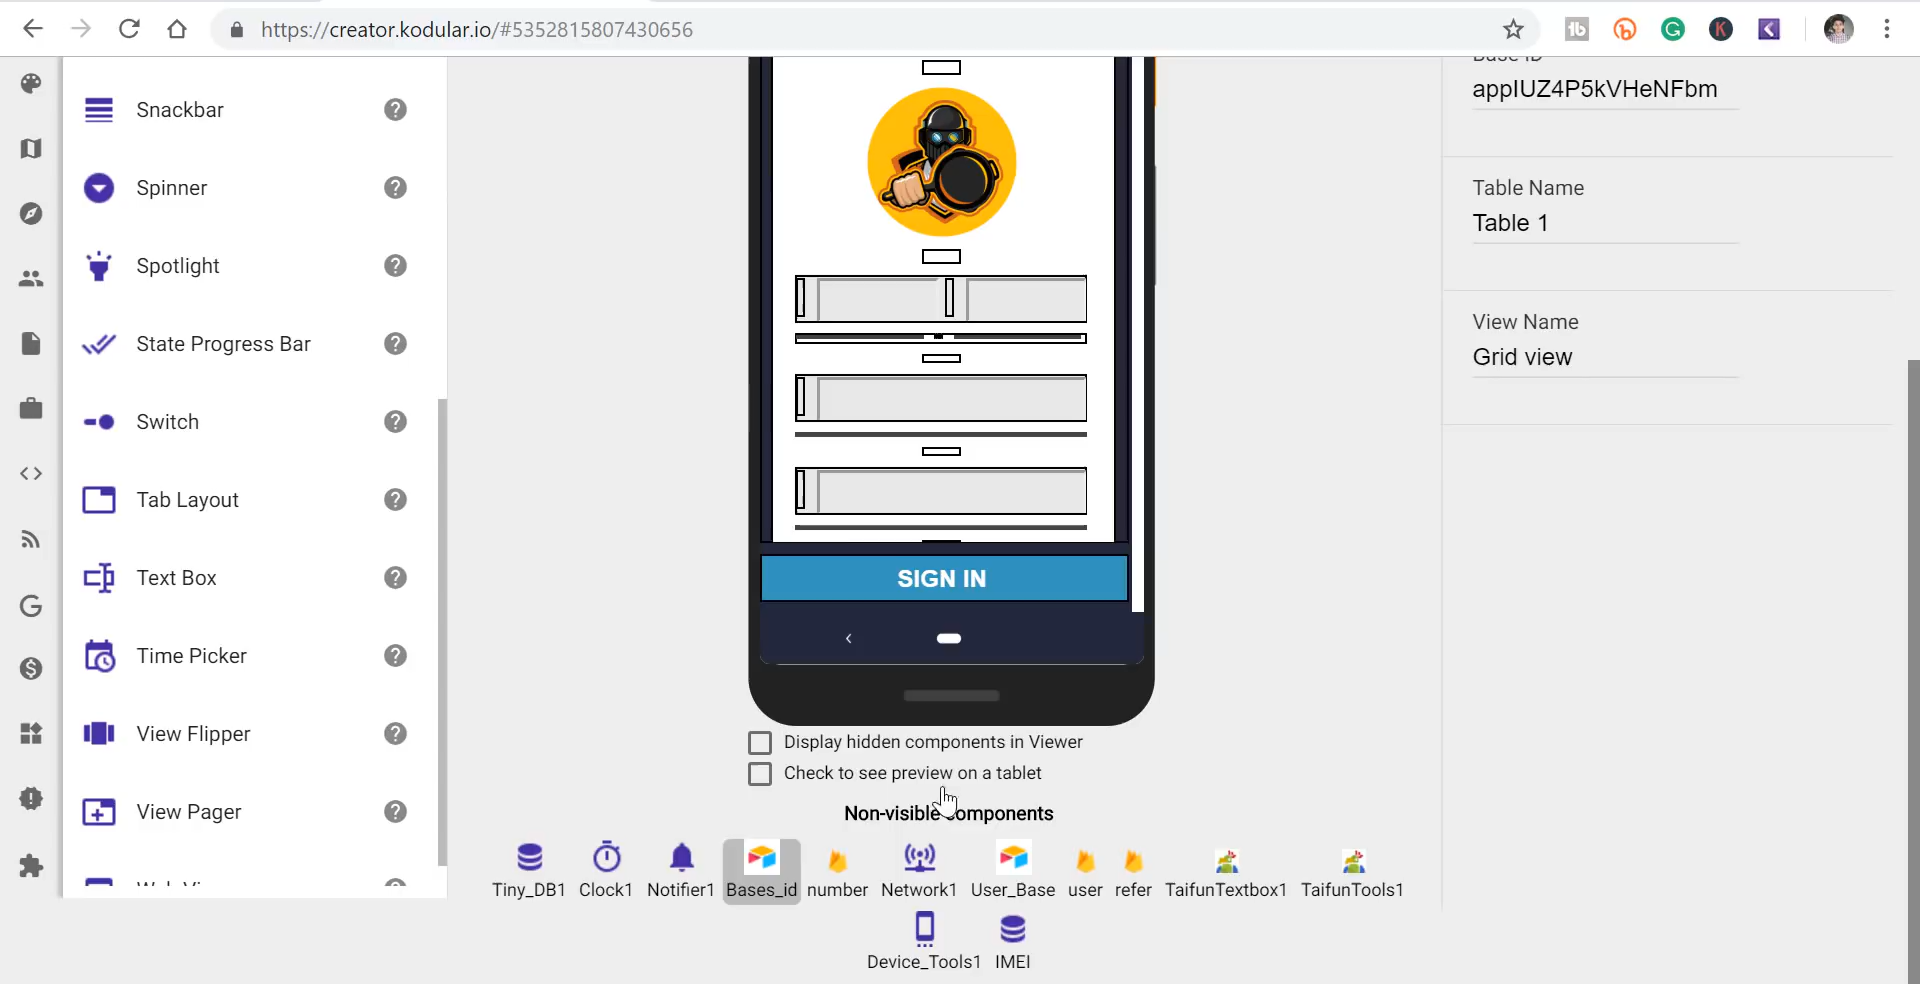 https://creator.kodular.io/#5352815807430656
Snackbar
Spinner
Spotlight
State Progress Bar
Switch
Tab Layout
Text Box
Time Picker
View Flipper
View Pager
SIGN IN
Display hidden components in Viewer
Check to see preview on a tablet
Non-visible components
Tiny_DB1 Clock1 Notifier1 Bases_id number Network1 User_Base user refer TaifunTextbox1 TaifunTools1
Device_Tools1 IMEI
Base ID
appIUZ4P5kVHeNFbm
Table Name
Table 1
View Name
Grid view